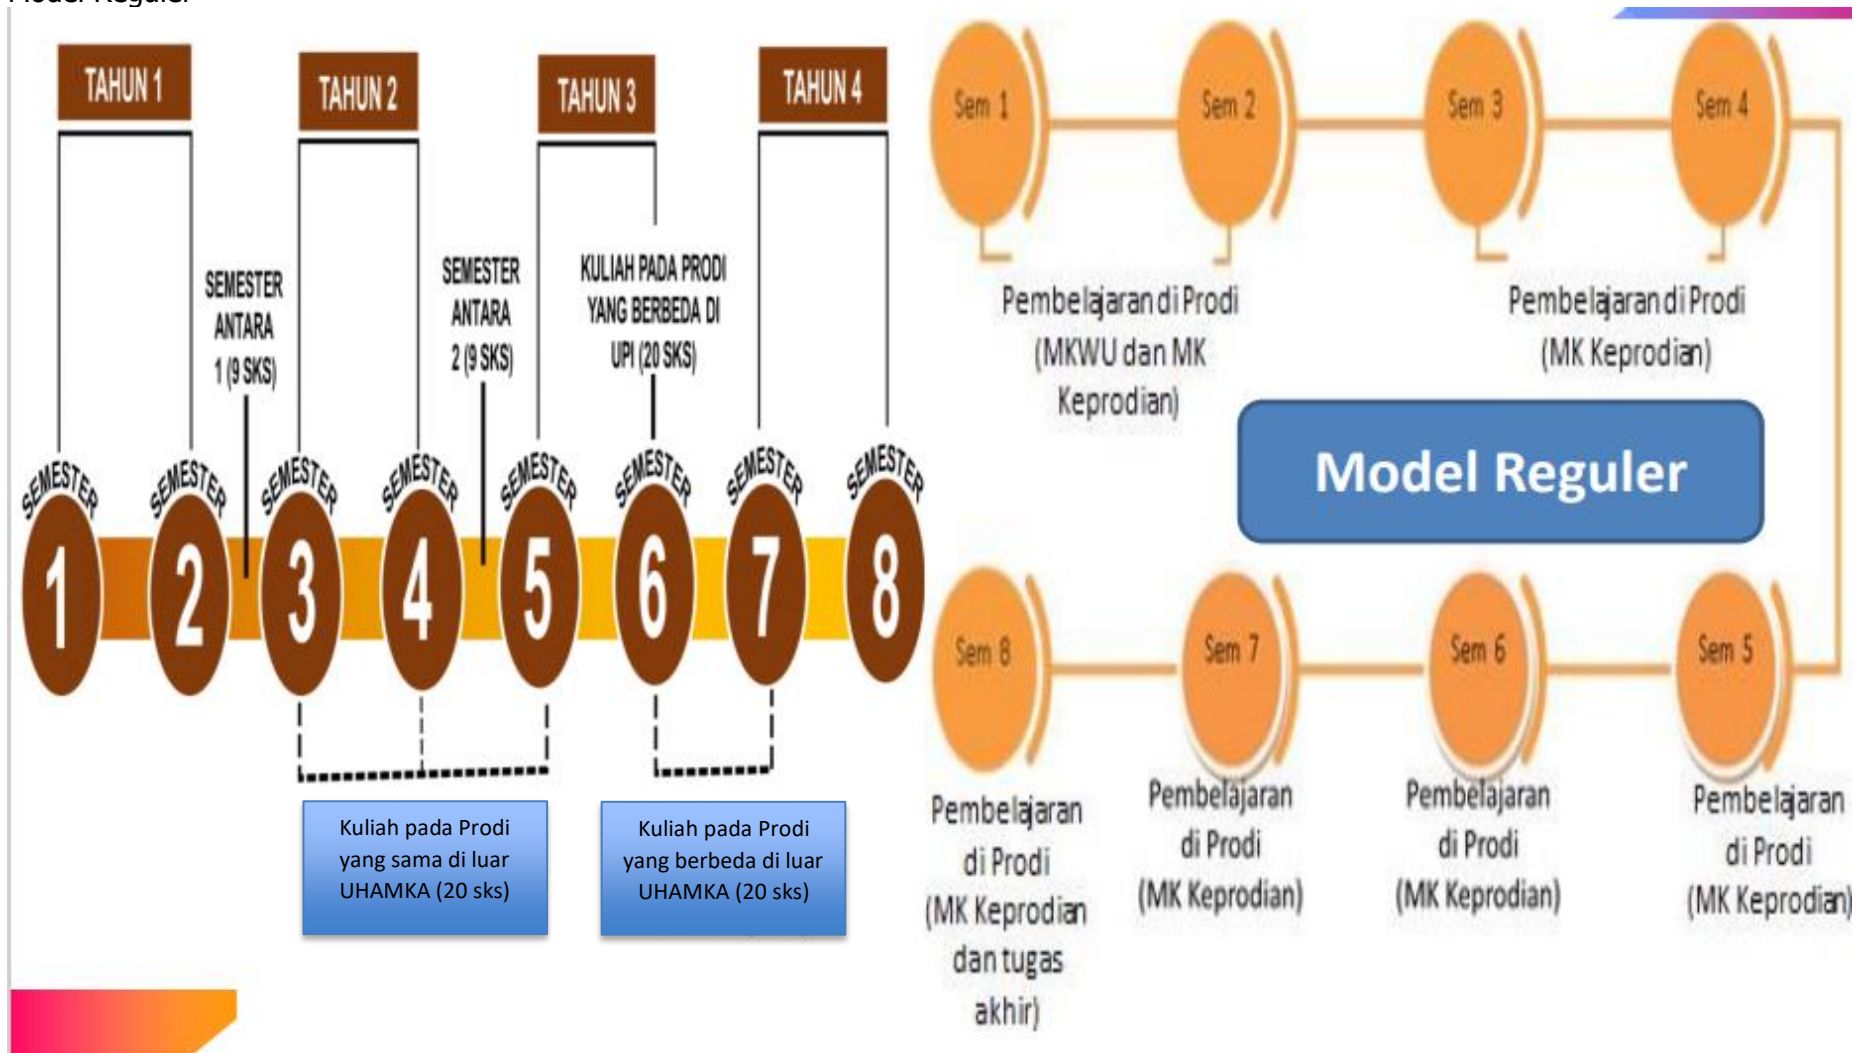 Model Reguler
TAHUN 1
TAHUN 2
TAHUN 3
TAHUN 4
SEMESTER
ANTARA
1 (9 SKS)
SEMESTER
ANTARA
2 (9 SKS)
KULIAH PADA PRODI
YANG BERBEDA DI
UPI (20 SKS)
SEMESTER
1
SEMESTER
2
SEMESTER
3
SEMESTER
4
SEMESTER
5
SEMESTER
6
SEMESTER
7
SEMESTER
8
Kuliah pada Prodi
yang sama di luar
UHAMKA (20 sks)
Kuliah pada Prodi
yang berbeda di luar
UHAMKA (20 sks)
Sem 1
Sem 2
Sem 3
Sem 4
Pembelajaran di Prodi
(MKWU dan MK
Keprodian)
Pembelajaran di Prodi
(MK Keprodian)
Model Reguler
Sem 8
Sem 7
Sem 6
Sem 5
Pembelajaran
di Prodi
(MK Keprodian
dan tugas
akhir)
Pembelajaran
di Prodi
(MK Keprodian)
Pembelajaran
di Prodi
(MK Keprodian)
Pembelajaran
di Prodi
(MK Keprodian)